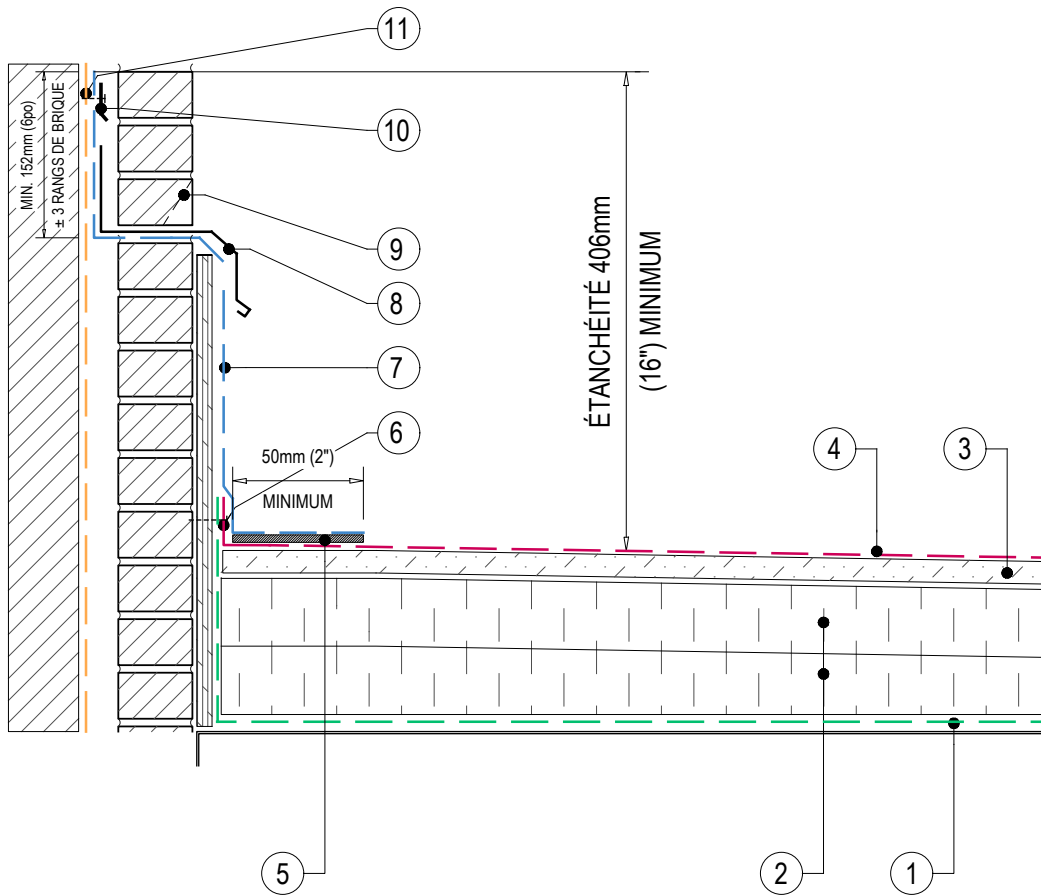 11
10
MIN. 152mm (6po)
± 3 RANGS DE BRIQUE
9
8
7
6
ÉTANCHÉITÉ 406mm
(16") MINIMUM
50mm (2")
MINIMUM
4
3
5
2
1